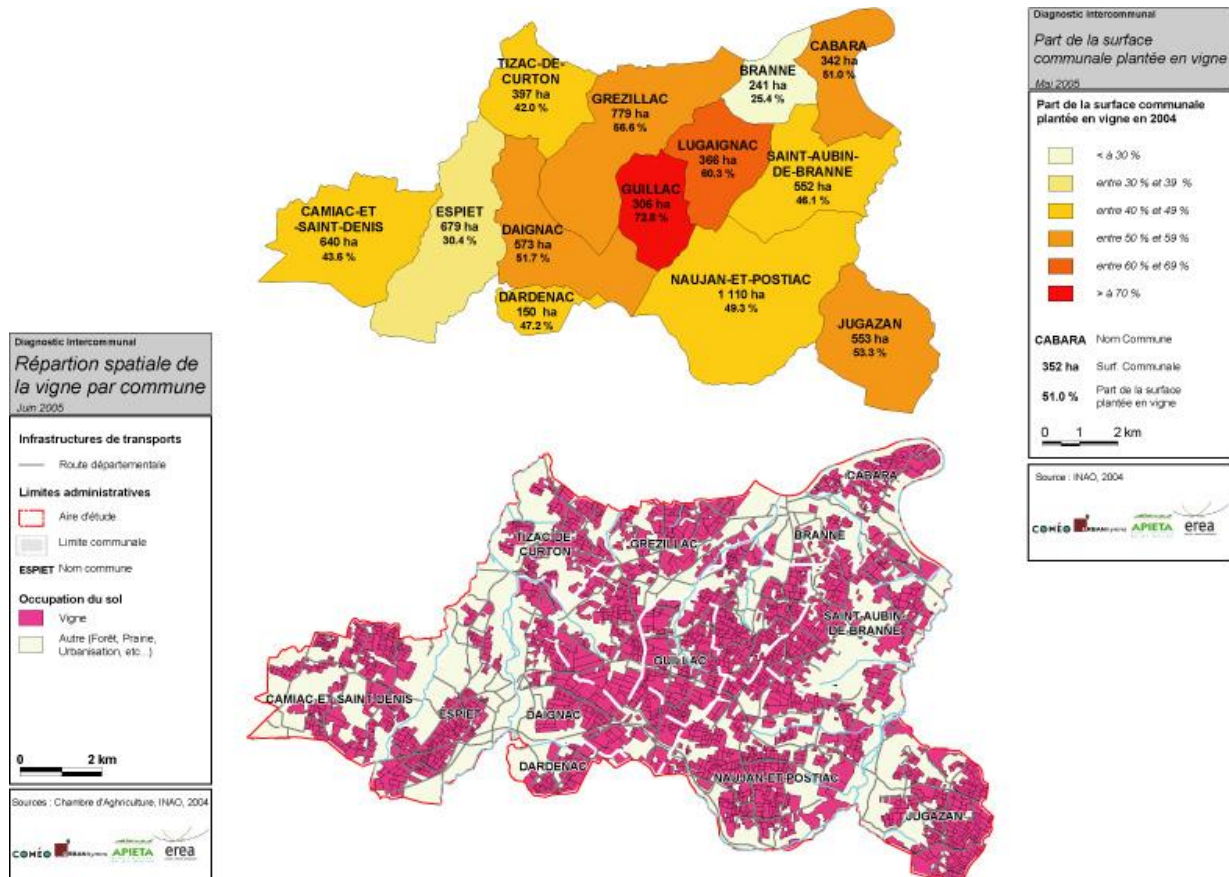 Diagnostic Intercommunal
Part de la surface
communale plantée en vigne
Mai 2005
Part de la surface communale
plantée en vigne en 2004
< à 30 %
entre 30 % et 39 %
entre 40 % et 49 %
entre 50 % et 59 %
entre 60 % et 69 %
> à 70 %
CABARA Nom Commune
352 ha Surf. Communale
51.0 % Part de la surface
plantée en vigne
0 1 2 km
Source : INAO, 2004
COMÉO
APIETA
erea
TIZAC-DE-
CURTON
397 ha
42.0 %
GREZILLAC
779 ha
56.6 %
BRANNE
241 ha
25.4 %
CABARA
342 ha
51.0 %
LUGAIGNAC
366 ha
60.3 %
SAINT-AUBIN-
DE-BRANNE
552 ha
46.1 %
GUILLAC
306 ha
72.8 %
CAMIAC-ET
-SAINT-DENIS
640 ha
43.6 %
ESPIET
679 ha
30.4 %
DAIGNAC
573 ha
51.7 %
DARDENAC
150 ha
47.2 %
NAUJAN-ET-POSTIAC
1 110 ha
49.3 %
JUGAZAN
553 ha
53.3 %
Diagnostic Intercommunal
Répartion spatiale de
la vigne par commune
Juin 2005
Infrastructures de transports
Route départementale
Limites administratives
Aire d'étude
Limite communale
ESPIET Nom commune
Occupation du sol
Vigne
Autre (Forêt, Prairie,
Urbanisation, etc...)
0 2 km
Sources : Chambre d'Aghriculture, INAO, 2004
COMÉO
APIETA
erea
CABARA
TIZAC-DE-
CURTON
GREZILLAC
BRANNE
SAINT-AUBIN-
DE-BRANNE
GUILLAC
CAMIAC-ET-SAINT-DENIS
ESPIET
DAIGNAC
DARDENAC
NAUJAN-ET-POSTIAC
JUGAZAN